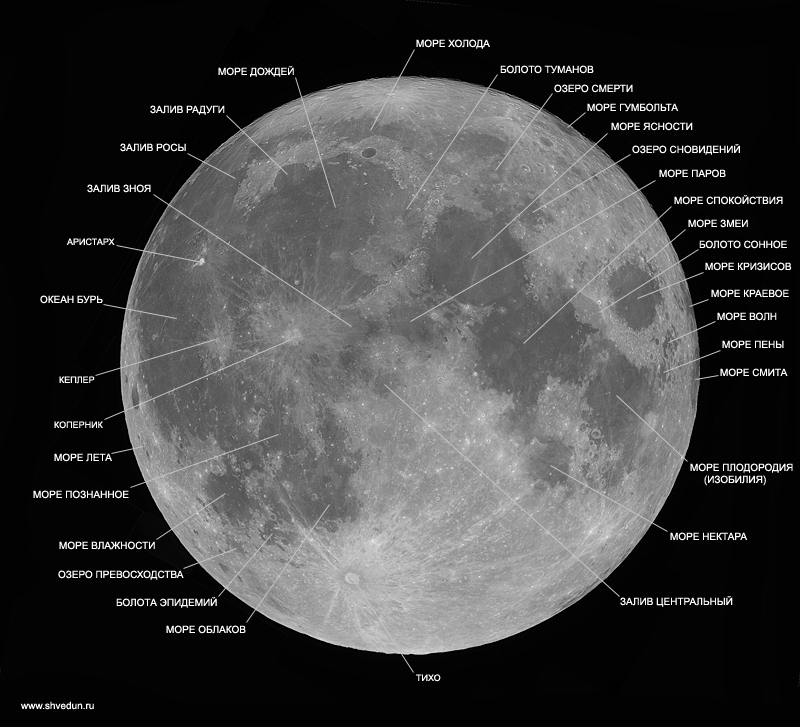 МОРЕ ХОЛОДА
МОРЕ ДОЖДЕЙ
БОЛОТО ТУМАНОВ
ОЗЕРО СМЕРТИ
ЗАЛИВ РАДУГИ
МОРЕ ГУМБОЛЬТА
МОРЕ ЯСНОСТИ
ЗАЛИВ РОСЫ
ОЗЕРО СНОВИДЕНИЙ
МОРЕ ПАРОВ
ЗАЛИВ ЗНОЯ
МОРЕ СПОКОЙСТВИЯ
МОРЕ ЗМЕИ
АРИСТАРХ
БОЛОТО СОННОЕ
МОРЕ КРИЗИСОВ
МОРЕ КРАЕВОЕ
ОКЕАН БУРЬ
МОРЕ ВОЛН
МОРЕ ПЕНЫ
МОРЕ СМИТА
КЕПЛЕР
КОПЕРНИК
МОРЕ ЛЕТА
МОРЕ ПЛОДОРОДИЯ
(ИЗОБИЛИЯ)
МОРЕ ПОЗНАННОЕ
МОРЕ НЕКТАРА
МОРЕ ВЛАЖНОСТИ
ОЗЕРО ПРЕВОСХОДСТВА
БОЛОТА ЭПИДЕМИЙ
ЗАЛИВ ЦЕНТРАЛЬНЫЙ
МОРЕ ОБЛАКОВ
ТИХО
www.shvedun.ru